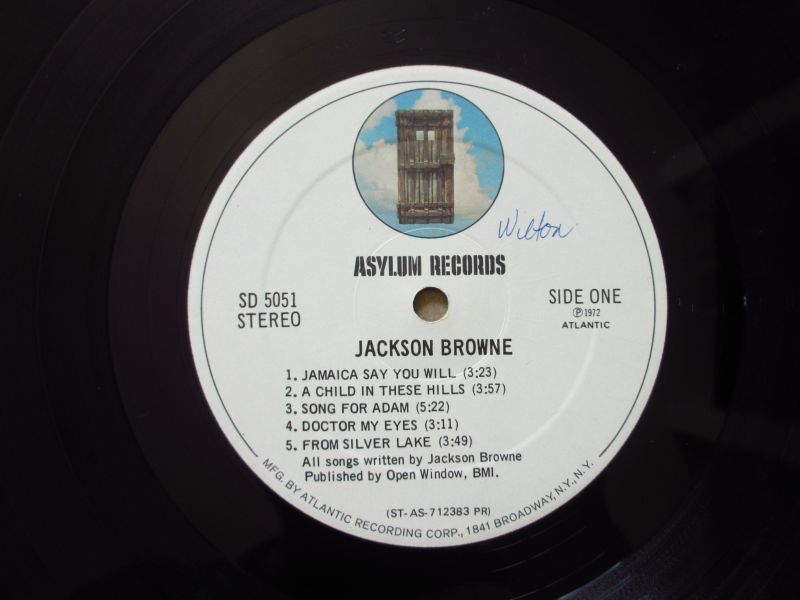 Wilton
ASYLUM RECORDS
SD 5051
STEREO
SIDE ONE
℗ 1972
ATLANTIC
JACKSON BROWNE
1. JAMAICA SAY YOU WILL (3:23)
2. A CHILD IN THESE HILLS (3:57)
3. SONG FOR ADAM (5:22)
4. DOCTOR MY EYES (3:11)
5. FROM SILVER LAKE (3:49)
All songs written by Jackson Browne
Published by Open Window, BMI.
(ST-AS-712383 PR)
MFG. BY ATLANTIC RECORDING CORP., 1841 BROADWAY, N.Y., N.Y.